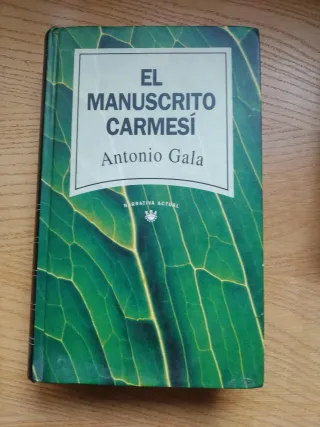 EL
MANUSCRITO
CARMESÍ
Antonio Gala
NARRATIVA ACTUAL